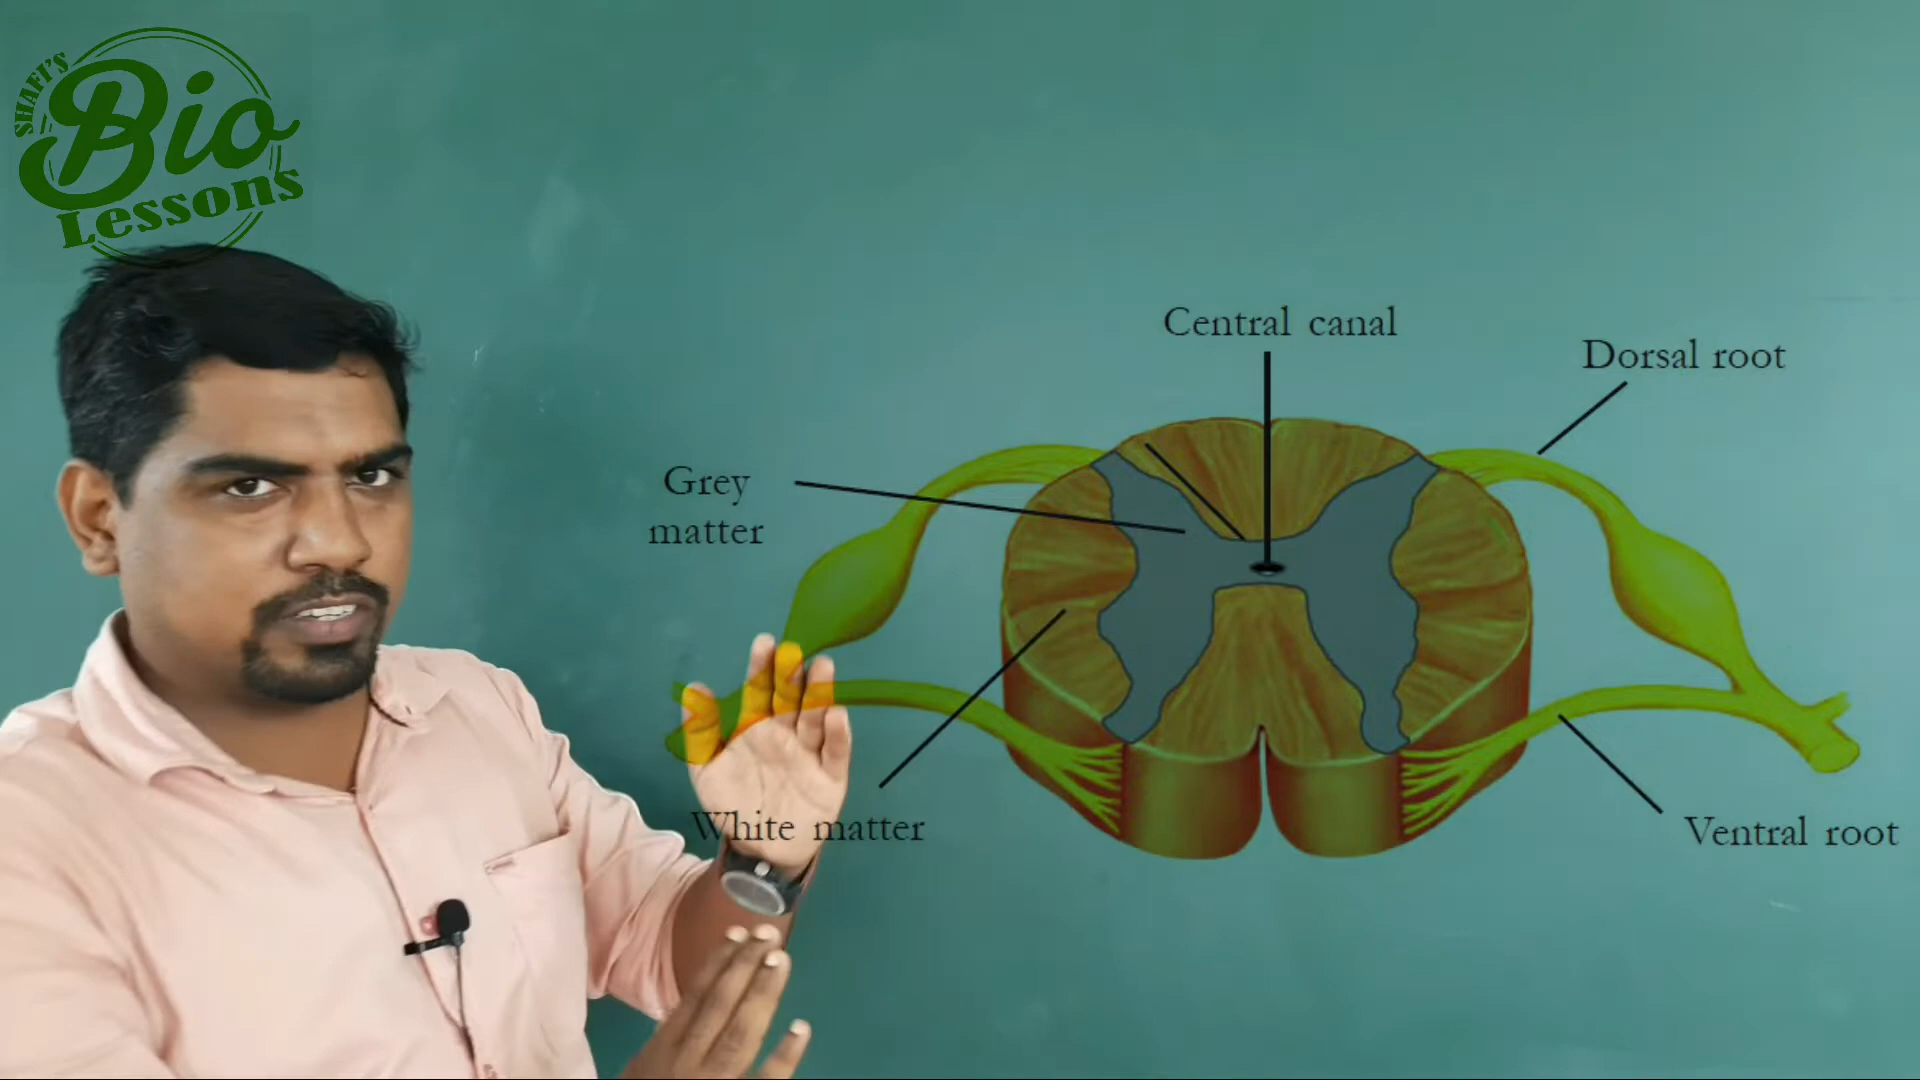 SHAFI'S
Bio
Lessons
Central canal
Dorsal root
Grey
matter
White matter
Ventral root